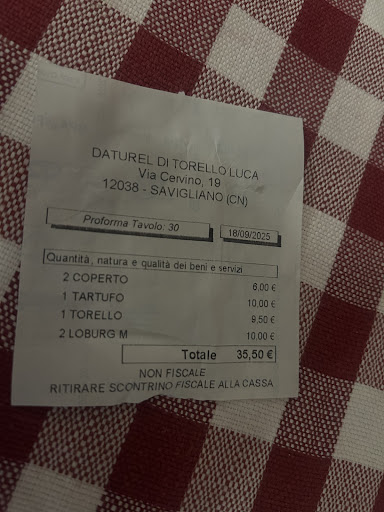 DATUREL DI TORELLO LUCA
Via Cervino, 19
12038 - SAVIGLIANO (CN)
Proforma Tavolo: 30 18/09/2025
Quantità, natura e qualità dei beni e servizi
2 COPERTO 6,00 €
1 TARTUFO 10,00 €
1 TORELLO 9,50 €
2 LOBURG M 10,00 €
Totale 35,50 €
NON FISCALE
RITIRARE SCONTRINO FISCALE ALLA CASSA